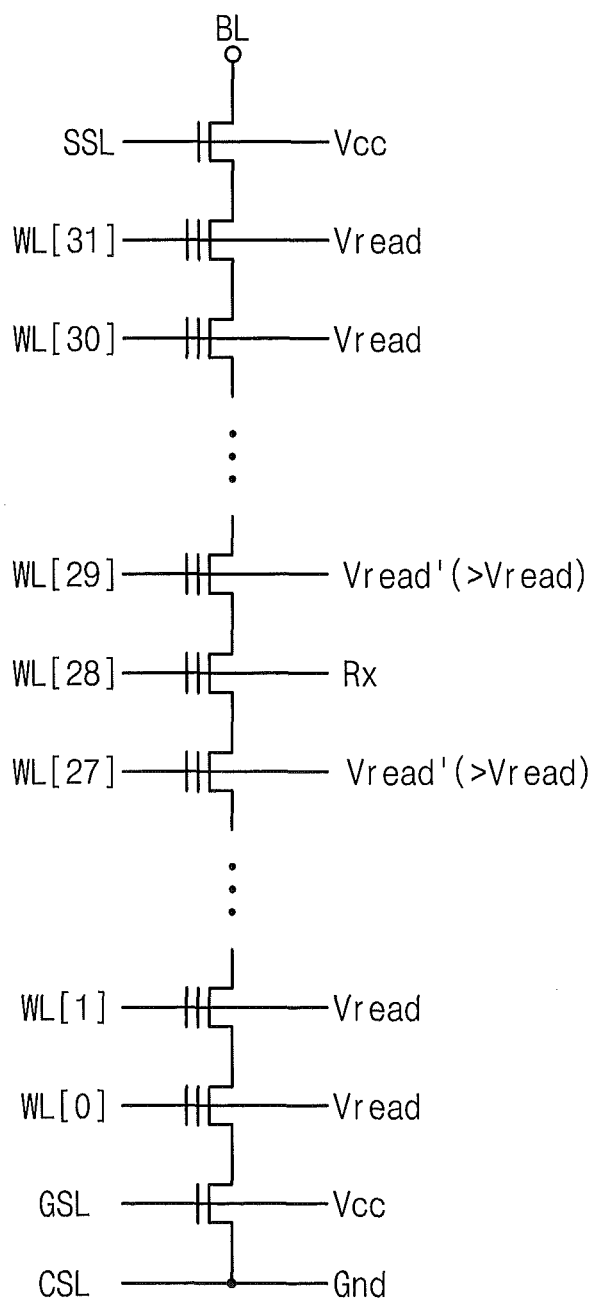 BL
SSL Vcc
WL[31] Vread
WL[30] Vread
WL[29] Vread'(>Vread)
WL[28] Rx
WL[27] Vread'(>Vread)
WL[1] Vread
WL[0] Vread
GSL Vcc
CSL Gnd